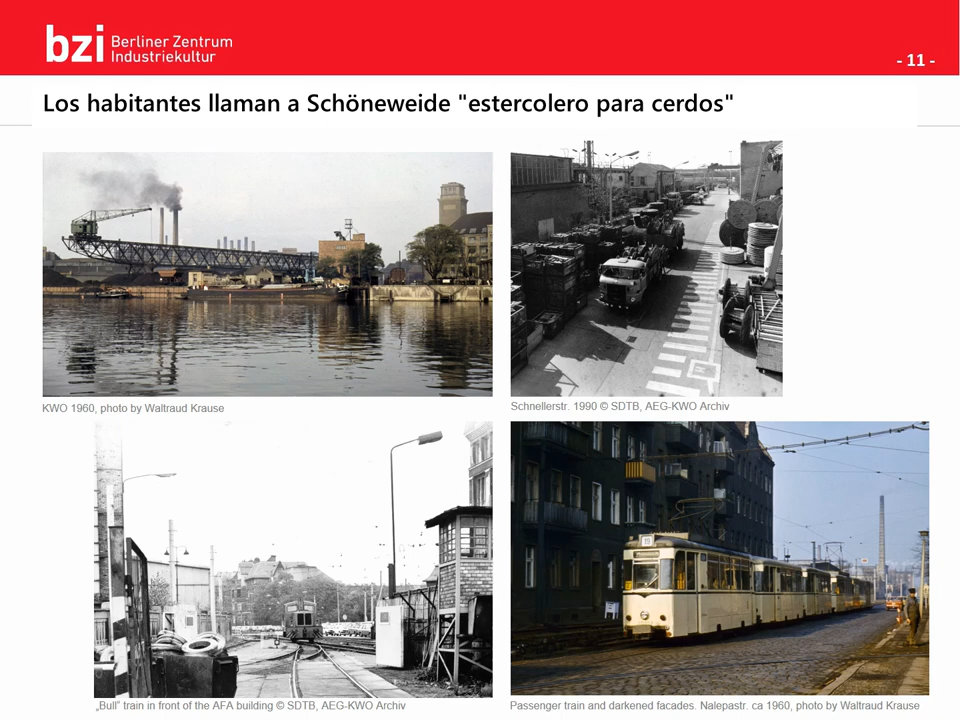 bzi Berliner Zentrum
Industriekultur
- 11 -
Los habitantes llaman a Schöneweide "estercolero para cerdos"
KWO 1960, photo by Waltraud Krause
Schnellerstr. 1990 © SDTB, AEG-KWO Archiv
„Bull" train in front of the AFA building © SDTB, AEG-KWO Archiv
Passenger train and darkened facades. Nalepastr. ca 1960, photo by Waltraud Krause